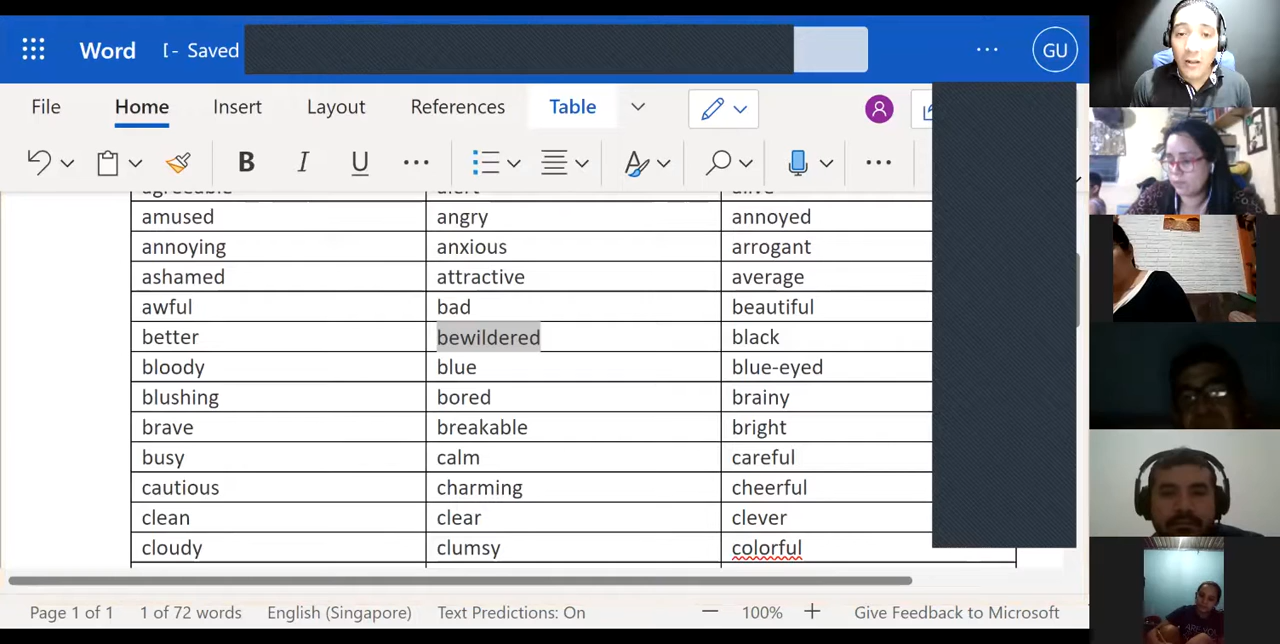 Word [- Saved ... GU
File Home Insert Layout References Table
B I U ... ...
agreeable alert alive
amused angry annoyed
annoying anxious arrogant
ashamed attractive average
awful bad beautiful
better bewildered black
bloody blue blue-eyed
blushing bored brainy
brave breakable bright
busy calm careful
cautious charming cheerful
clean clear clever
cloudy clumsy colorful
Page 1 of 1 1 of 72 words English (Singapore) Text Predictions: On 100% Give Feedback to Microsoft